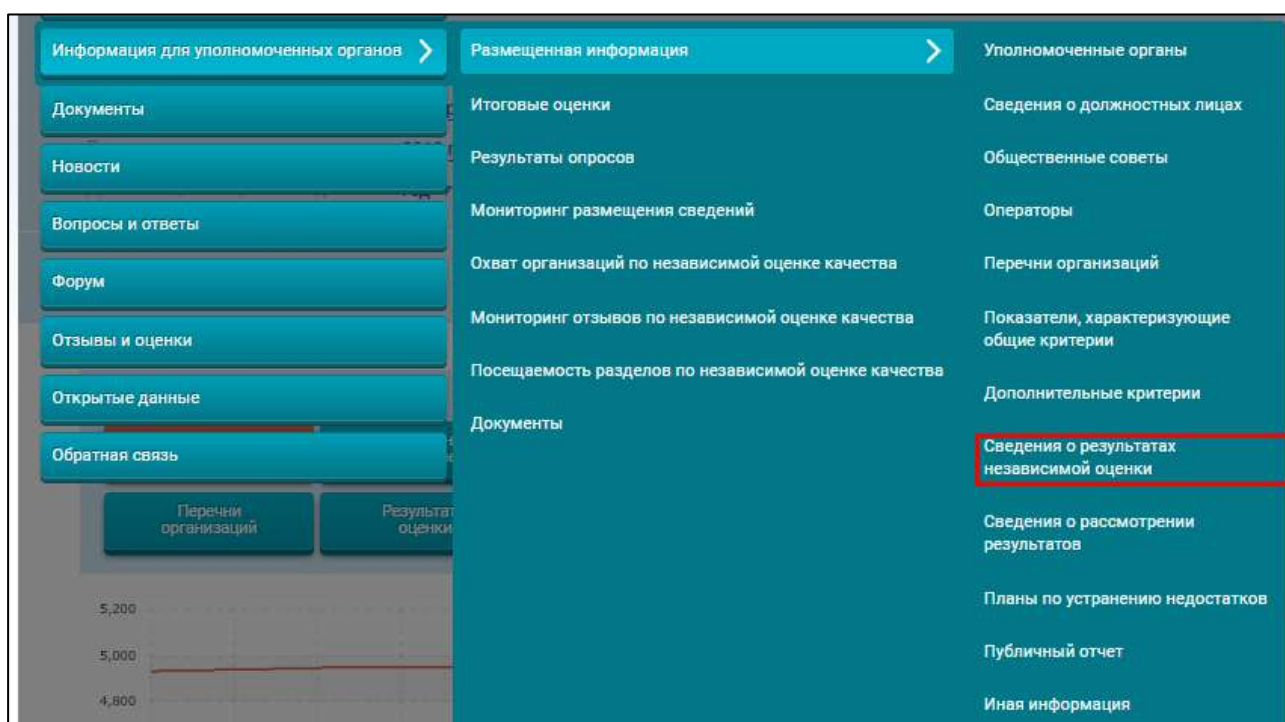 Информация для уполномоченных органов
Документы
Новости
Вопросы и ответы
Форум
Отзывы и оценки
Открытые данные
Обратная связь
Размещенная информация
Итоговые оценки
Результаты опросов
Мониторинг размещения сведений
Охват организаций по независимой оценке качества
Мониторинг отзывов по независимой оценке качества
Посещаемость разделов по независимой оценке качества
Документы
Уполномоченные органы
Сведения о должностных лицах
Общественные советы
Операторы
Перечни организаций
Показатели, характеризующие
общие критерии
Дополнительные критерии
Сведения о результатах
независимой оценки
Сведения о рассмотрении
результатов
Планы по устранению недостатков
Публичный отчет
Иная информация
Перечни
организаций
Результат
оценки
5,200
5,000
4,800